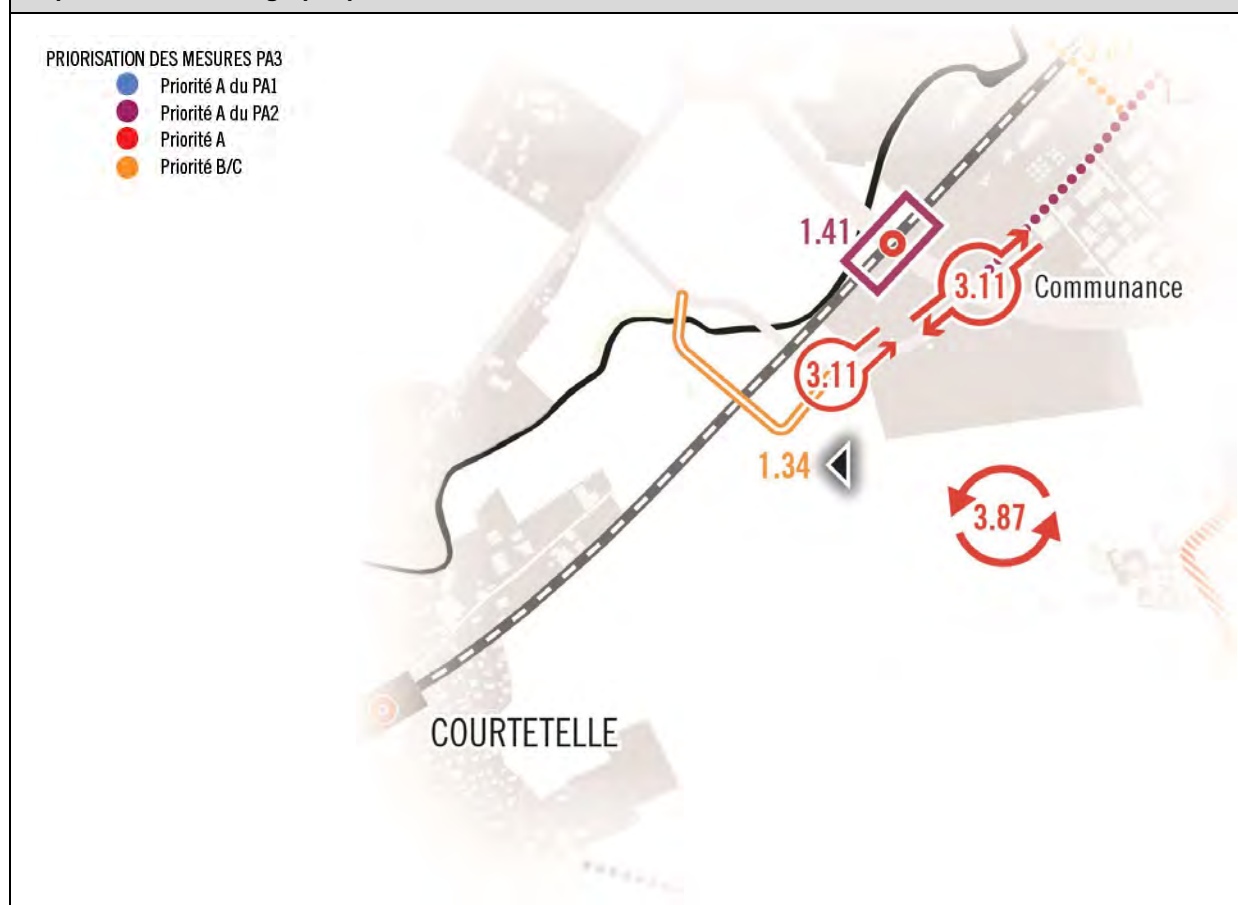 PRIORISATION DES MESURES PA3
Priorité A du PA1
Priorité A du PA2
Priorité A
Priorité B/C
1.41
3.11
Communance
3.11
1.34
3.87
COURTETELLE